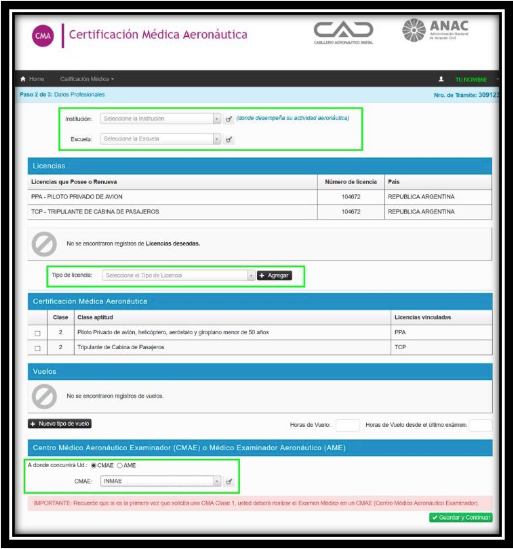 CMA
Certificación Médica Aeronáutica
CAD
CABALLERO AERONAUTICO DIGITAL
ANAC
Administración Nacional
de Aviación Civil
Home Certificación Médica
TU NOMBRE
Paso 2 de 3: Datos Profesionales
Nro. de Trámite: 309123
Institución: Seleccione la Institución (donde desempeña su actividad aeronáutica)
Escuela: Seleccione la Escuela
Licencias
Licencias que Posee o Renueva Número de licencia País
PPA - PILOTO PRIVADO DE AVION 104672 REPUBLICA ARGENTINA
TCP - TRIPULANTE DE CABINA DE PASAJEROS 104672 REPUBLICA ARGENTINA
No se encontraron registros de Licencias deseadas.
Tipo de licencia: Seleccione el Tipo de Licencia + Agregar
Certificación Médica Aeronáutica
Clase Clase aptitud Licencias vinculadas
2 Piloto Privado de avión, helicóptero, aeróstato y giroplano menor de 50 años PPA
2 Tripulante de Cabina de Pasajeros TCP
Vuelos
No se encontraron registros de vuelos.
+ Nuevo tipo de vuelo Horas de Vuelo: Horas de Vuelo desde el último exámen:
Centro Médico Aeronáutico Examinador (CMAE) o Médico Examinador Aeronáutico (AME)
A donde concurrirá Ud.: CMAE AME
CMAE: INMAE
IMPORTANTE: Recuerde que si es la primera vez que solicita una CMA Clase 1, usted deberá realizar el Examen Médico en un CMAE (Centro Médico Aeronáutico Examinador).
Guardar y Continuar